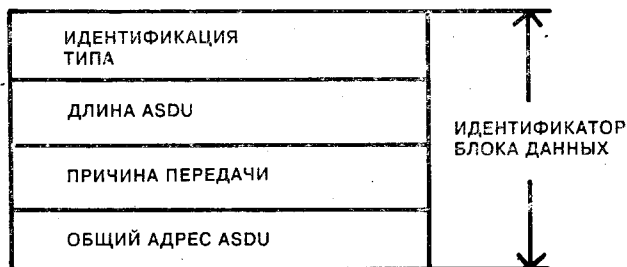 ИДЕНТИФИКАЦИЯ
ТИПА
ДЛИНА ASDU
ПРИЧИНА ПЕРЕДАЧИ
ОБЩИЙ АДРЕС ASDU
ИДЕНТИФИКАТОР
БЛОКА ДАННЫХ